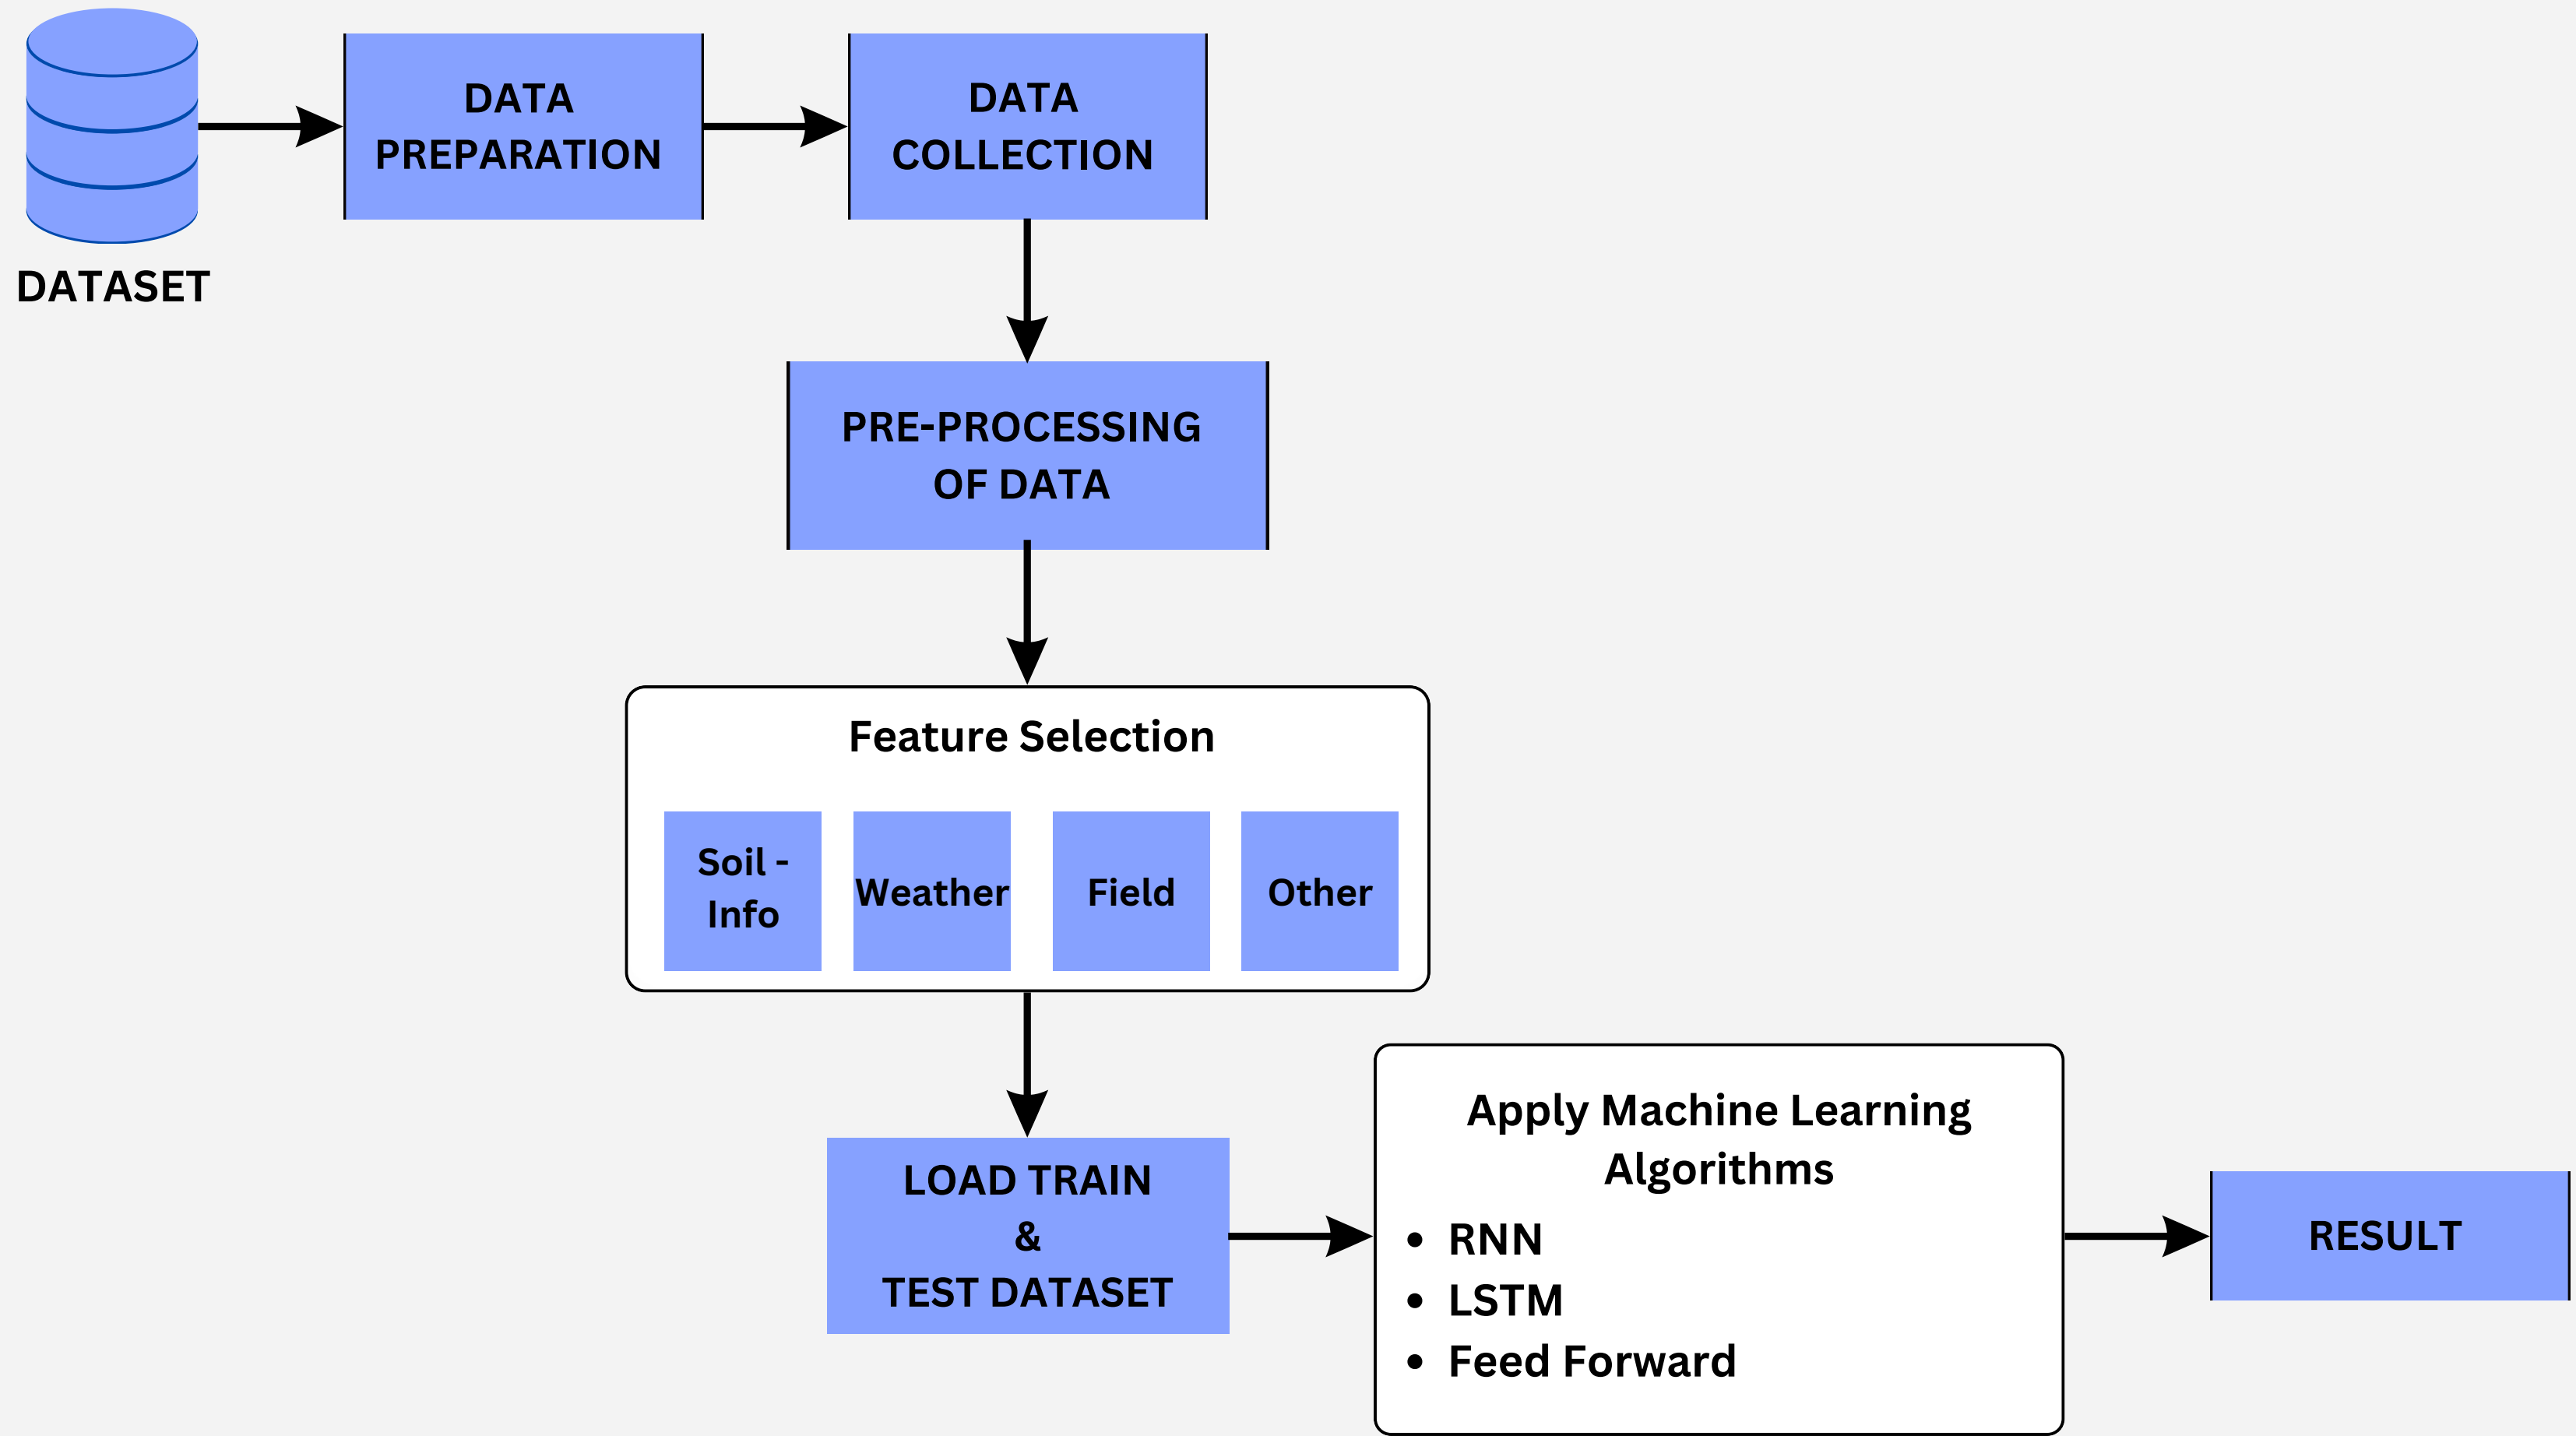 DATASET
DATA
PREPARATION
DATA
COLLECTION
PRE-PROCESSING
OF DATA
Feature Selection
Soil -
Info
Weather
Field
Other
LOAD TRAIN
&
TEST DATASET
Apply Machine Learning
Algorithms
• RNN
• LSTM
• Feed Forward
RESULT